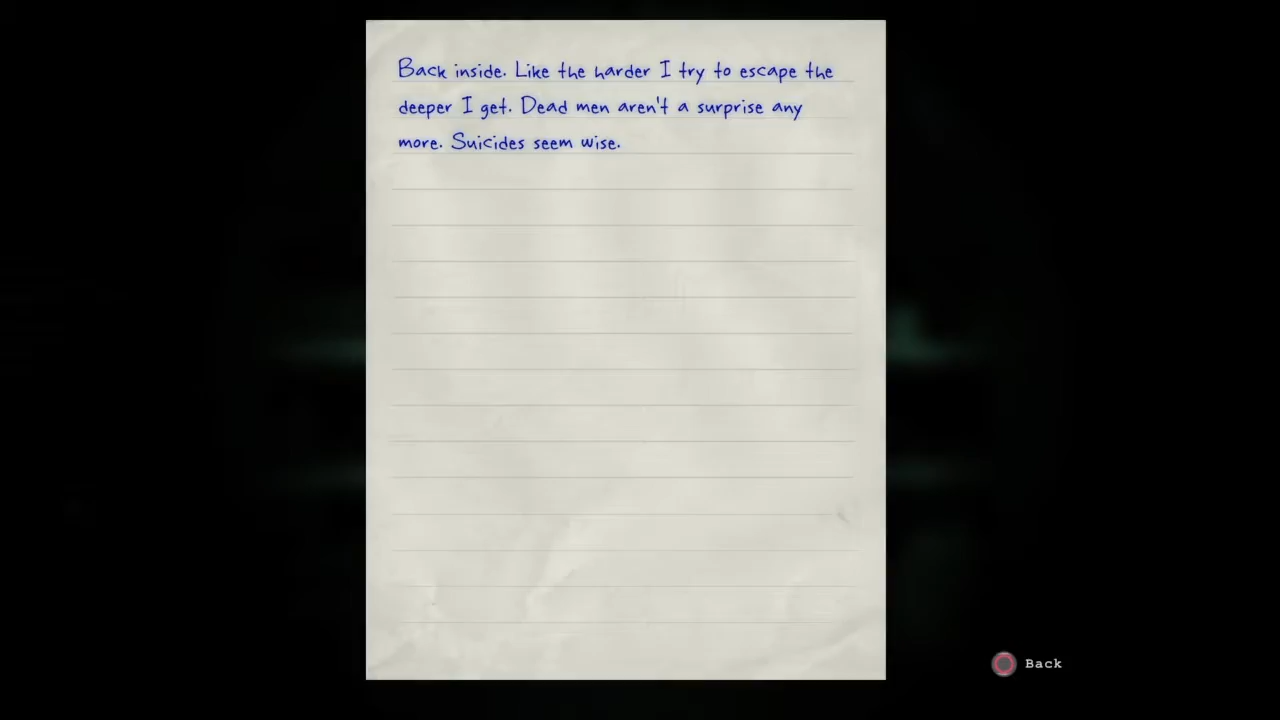 Back inside. Like the harder I try to escape the
deeper I get. Dead men aren't a surprise any
more. Suicides seem wise.
Back